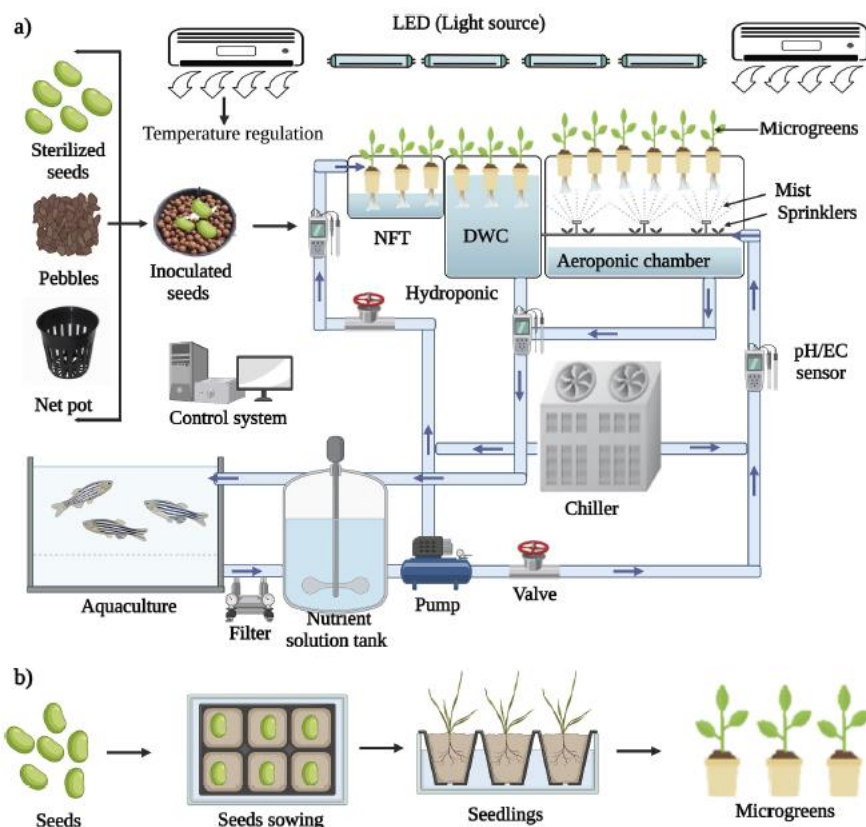 a)
LED (Light source)
Temperature regulation
Sterilized
seeds
Pebbles
Net pot
Inoculated
seeds
Control system
NFT
DWC
Hydroponic
Aeroponic chamber
Microgreens
Mist
Sprinklers
pH/EC
sensor
Chiller
Aquaculture
Filter
Nutrient
solution tank
Pump
Valve
b)
Seeds
Seeds sowing
Seedlings
Microgreens